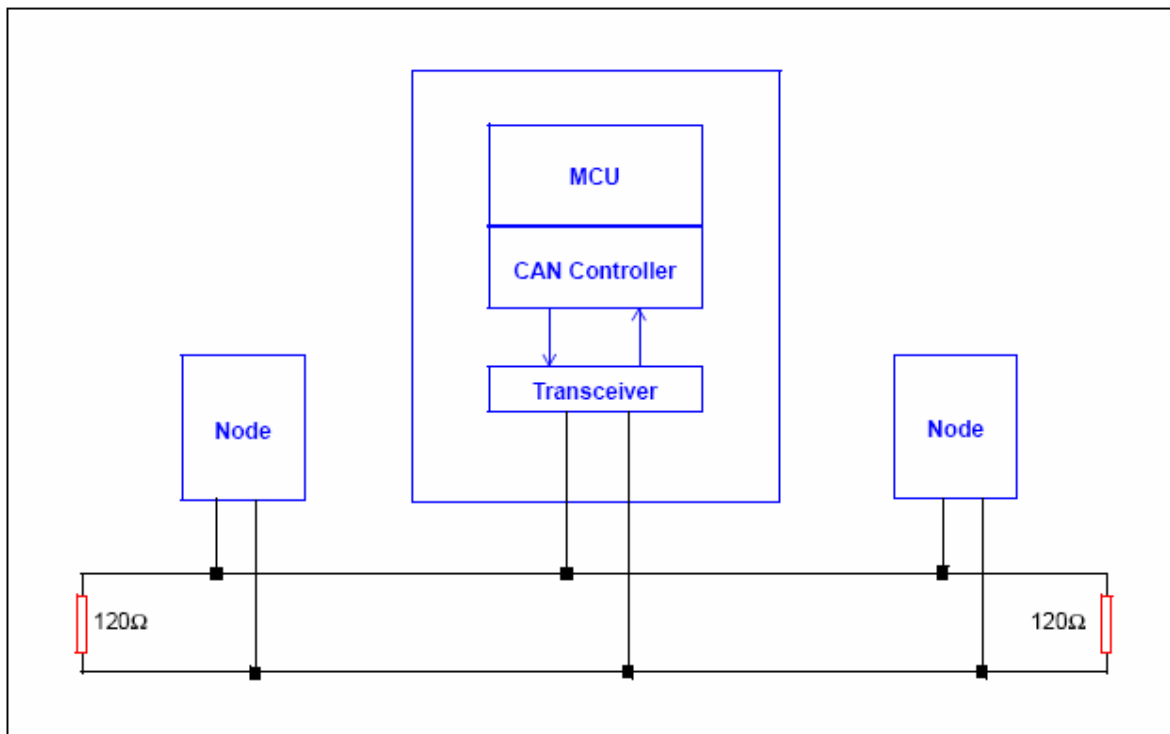 MCU
CAN Controller
Transceiver
Node
Node
120Ω
120Ω